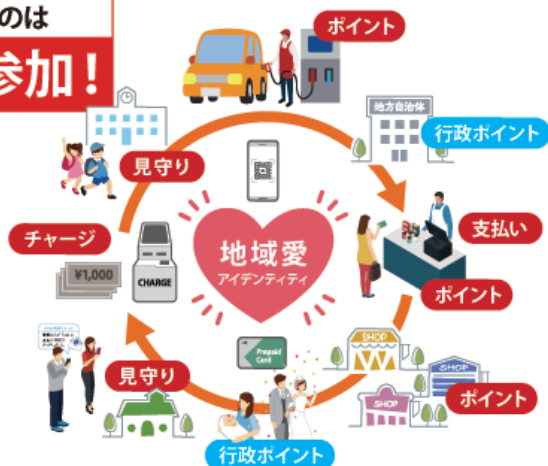 のは
参加!
ポイント
地方自治体
行政ポイント
見守り
チャージ
¥1,000
CHARGE
地域愛
アイデンティティ
支払い
ポイント
SHOP
SHOP
SHOP
ポイント
Prepaid
Card
見守り
行政ポイント